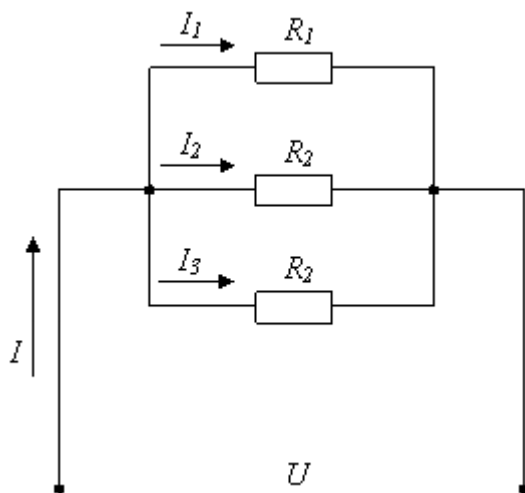 I₁ R₁
I₂ R₂
I₃ R₂
I
U